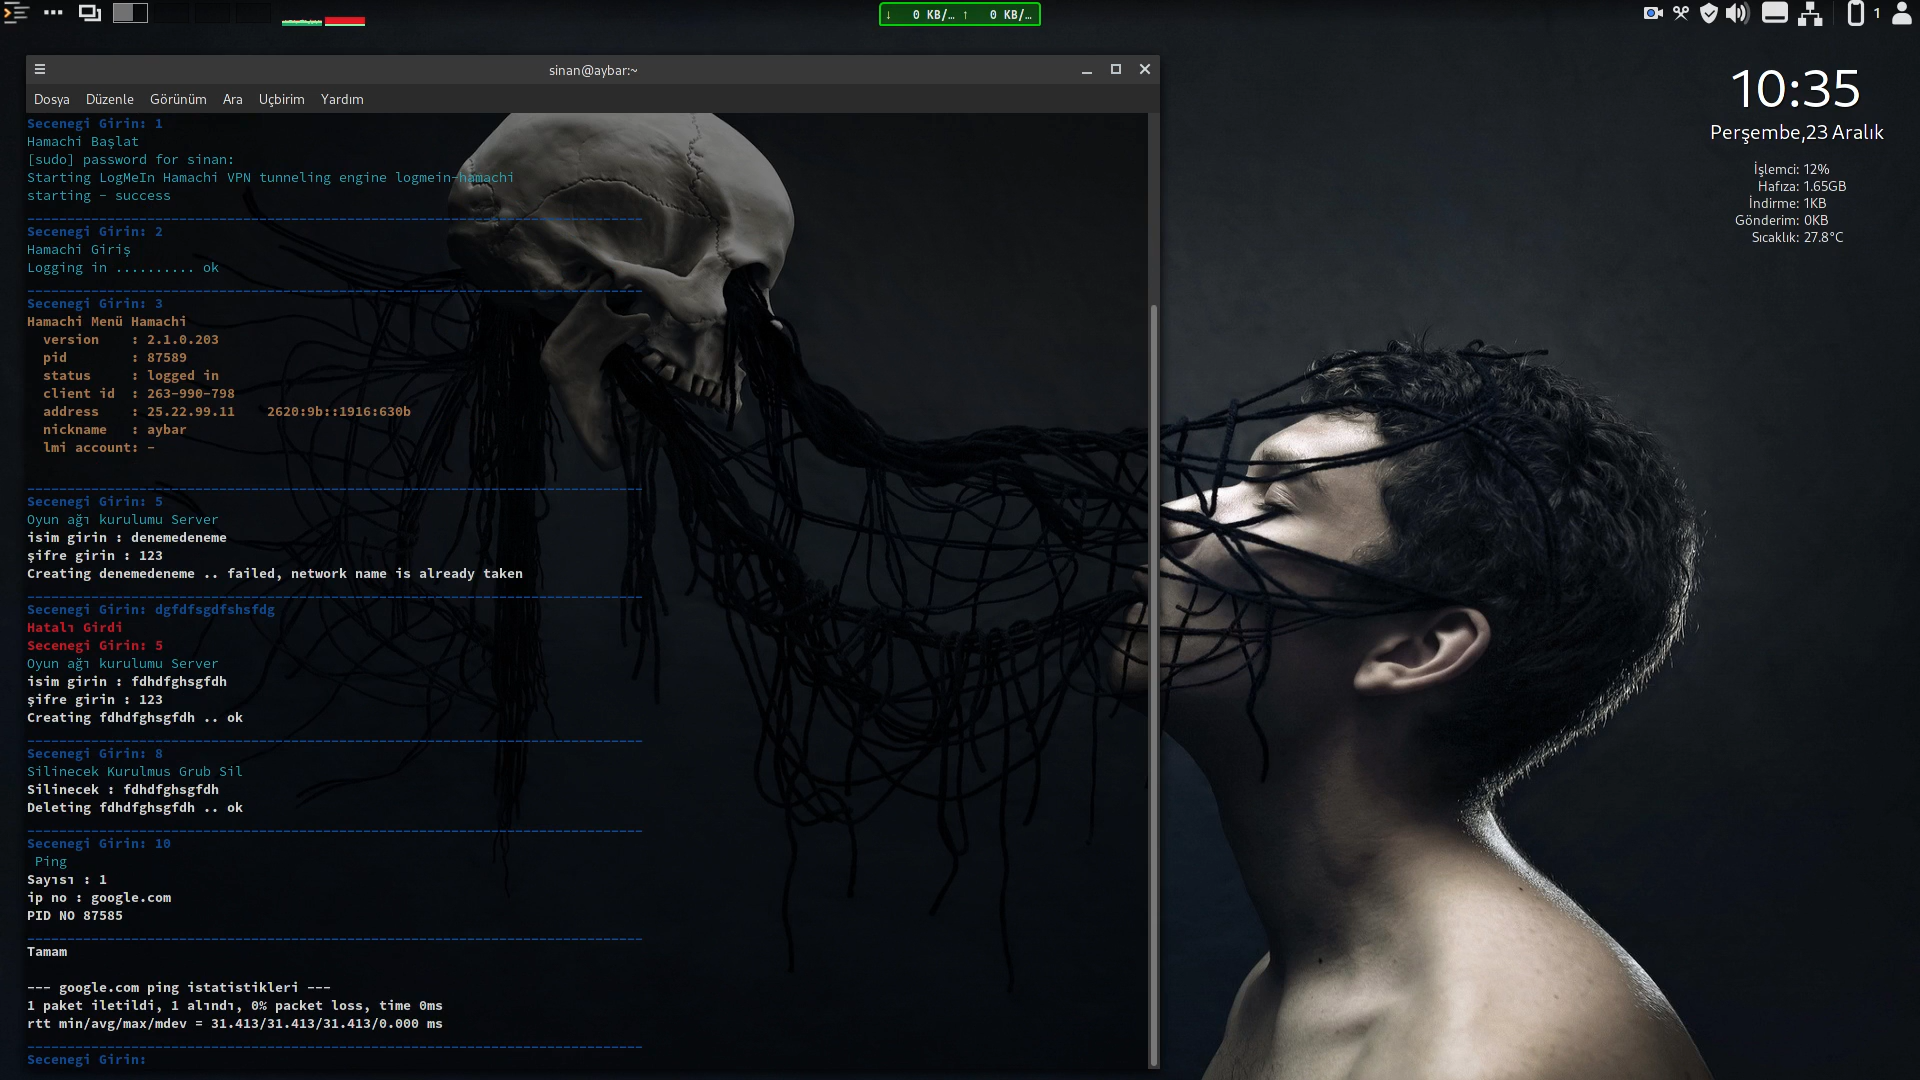 ↓ 0 KB/… ↑ 0 KB/…
1
sinan@aybar:~
Dosya Düzenle Görünüm Ara Uçbirim Yardım
Secenegi Girin: 1
Hamachi Başlat
[sudo] password for sinan:
Starting LogMeIn Hamachi VPN tunneling engine logmein-hamachi
starting - success
Secenegi Girin: 2
Hamachi Giriş
Logging in .......... ok
Secenegi Girin: 3
Hamachi Menü Hamachi
version : 2.1.0.203
pid : 87589
status : logged in
client id : 263-990-798
address : 25.22.99.11 2620:9b::1916:630b
nickname : aybar
lmi account: -
Secenegi Girin: 5
Oyun ağı kurulumu Server
isim girin : denemedeneme
şifre girin : 123
Creating denemedeneme .. failed, network name is already taken
Secenegi Girin: dgfdfsgdfshsfdg
Hatalı Girdi
Secenegi Girin: 5
Oyun ağı kurulumu Server
isim girin : fdhdfghsgfdh
şifre girin : 123
Creating fdhdfghsgfdh .. ok
Secenegi Girin: 8
Silinecek Kurulmus Grub Sil
Silinecek : fdhdfghsgfdh
Deleting fdhdfghsgfdh .. ok
Secenegi Girin: 10
Ping
Sayısı : 1
ip no : google.com
PID NO 87585
Tamam
--- google.com ping istatistikleri ---
1 paket iletildi, 1 alındı, 0% packet loss, time 0ms
rtt min/avg/max/mdev = 31.413/31.413/31.413/0.000 ms
Secenegi Girin:
10:35
Perşembe,23 Aralık
İşlemci: 12%
Hafıza: 1.65GB
İndirme: 1KB
Gönderim: 0KB
Sıcaklık: 27.8°C